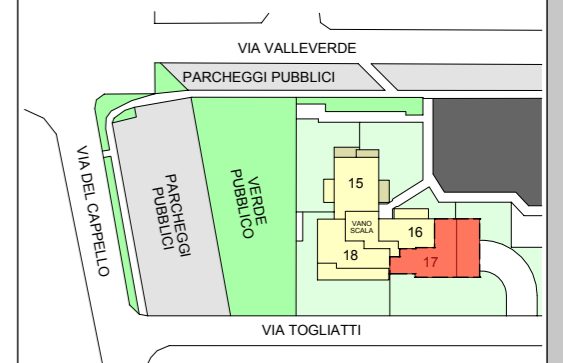 VIA VALLEVERDE
PARCHEGGI PUBBLICI
VIA DEL CAPPELLO
PARCHEGGI
PUBBLICI
VERDE
PUBBLICO
15
VANO
SCALA
16
18
17
VIA TOGLIATTI